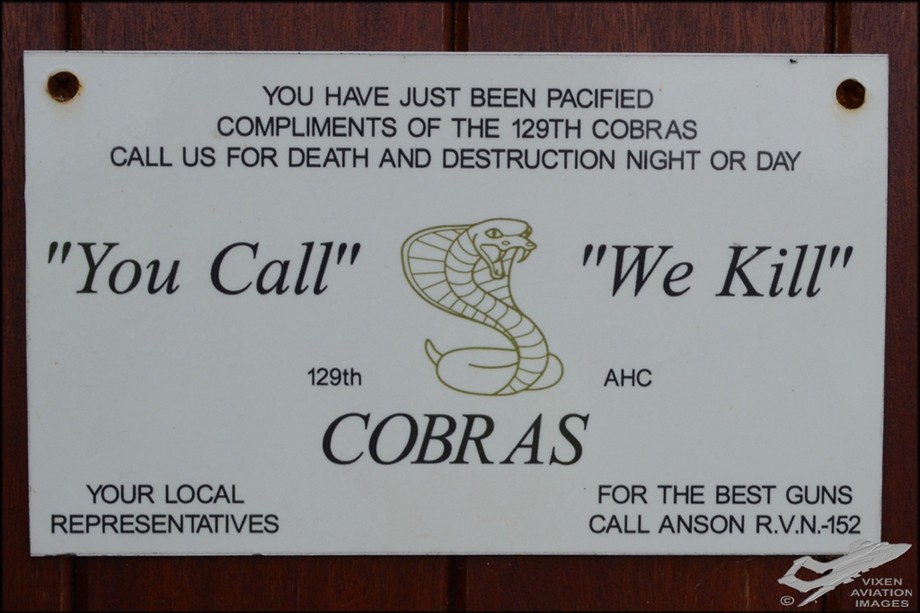 YOU HAVE JUST BEEN PACIFIED
COMPLIMENTS OF THE 129TH COBRAS
CALL US FOR DEATH AND DESTRUCTION NIGHT OR DAY
"You Call" "We Kill"
129th AHC
COBRAS
YOUR LOCAL
REPRESENTATIVES
FOR THE BEST GUNS
CALL ANSON R.V.N.-152
© VIXEN
AVIATION
IMAGES